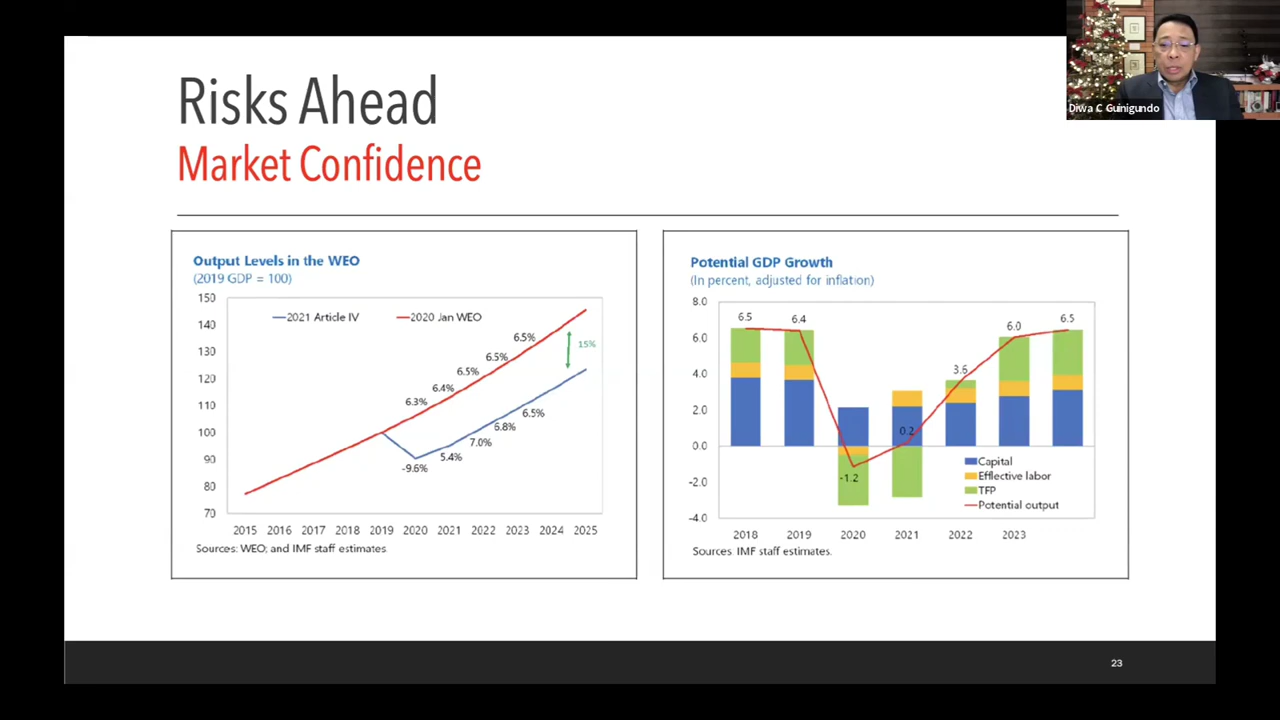 Diwa C Guinigundo
Risks Ahead
Market Confidence
Output Levels in the WEO
(2019 GDP = 100)
150
140
130
120
110
100
90
80
70
2021 Article IV
2020 Jan WEO
6.3%
6.4%
6.5%
6.5%
6.5%
15%
-9.6%
5.4%
7.0%
6.8%
6.5%
2015 2016 2017 2018 2019 2020 2021 2022 2023 2024 2025
Sources: WEO; and IMF staff estimates.
Potential GDP Growth
(In percent, adjusted for inflation)
8.0
6.0
4.0
2.0
0.0
-2.0
-4.0
6.5
6.4
-1.2
0.2
3.6
6.0
6.5
Capital
Efflective labor
TFP
Potential output
2018 2019 2020 2021 2022 2023
Sources: IMF staff estimates.
23